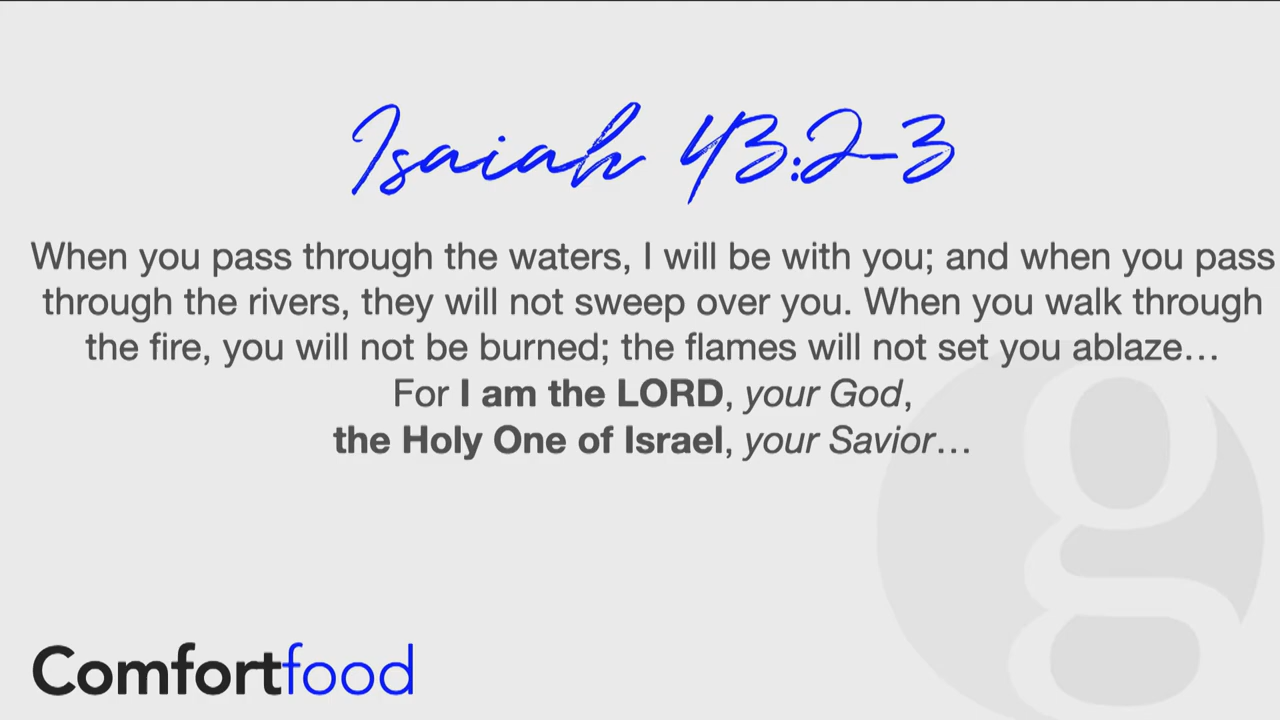 Isaiah 43:2-3
When you pass through the waters, I will be with you; and when you pass
through the rivers, they will not sweep over you. When you walk through
the fire, you will not be burned; the flames will not set you ablaze…
For I am the LORD, your God,
the Holy One of Israel, your Savior…
g
Comfortfood